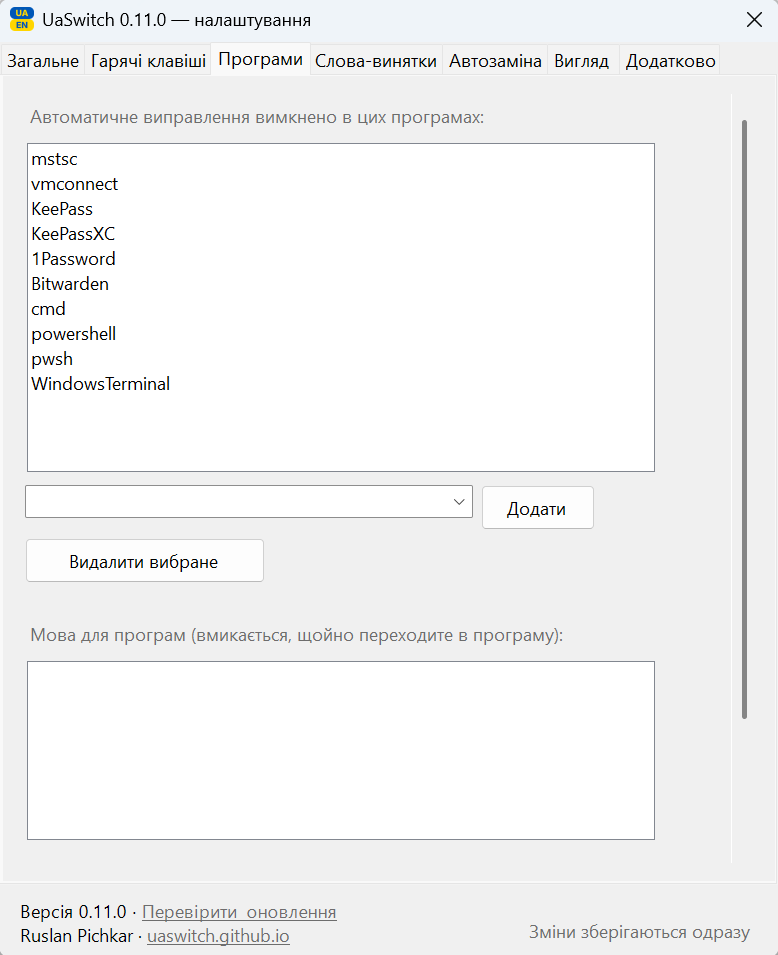 UA
EN
UaSwitch 0.11.0 — налаштування
Загальне Гарячі клавіші Програми Слова-винятки Автозаміна Вигляд Додатково
Автоматичне виправлення вимкнено в цих програмах:
mstsc
vmconnect
KeePass
KeePassXC
1Password
Bitwarden
cmd
powershell
pwsh
WindowsTerminal
Додати
Видалити вибране
Мова для програм (вмикається, щойно переходите в програму):
Версія 0.11.0 · Перевірити оновлення
Ruslan Pichkar · uaswitch.github.io
Зміни зберігаються одразу